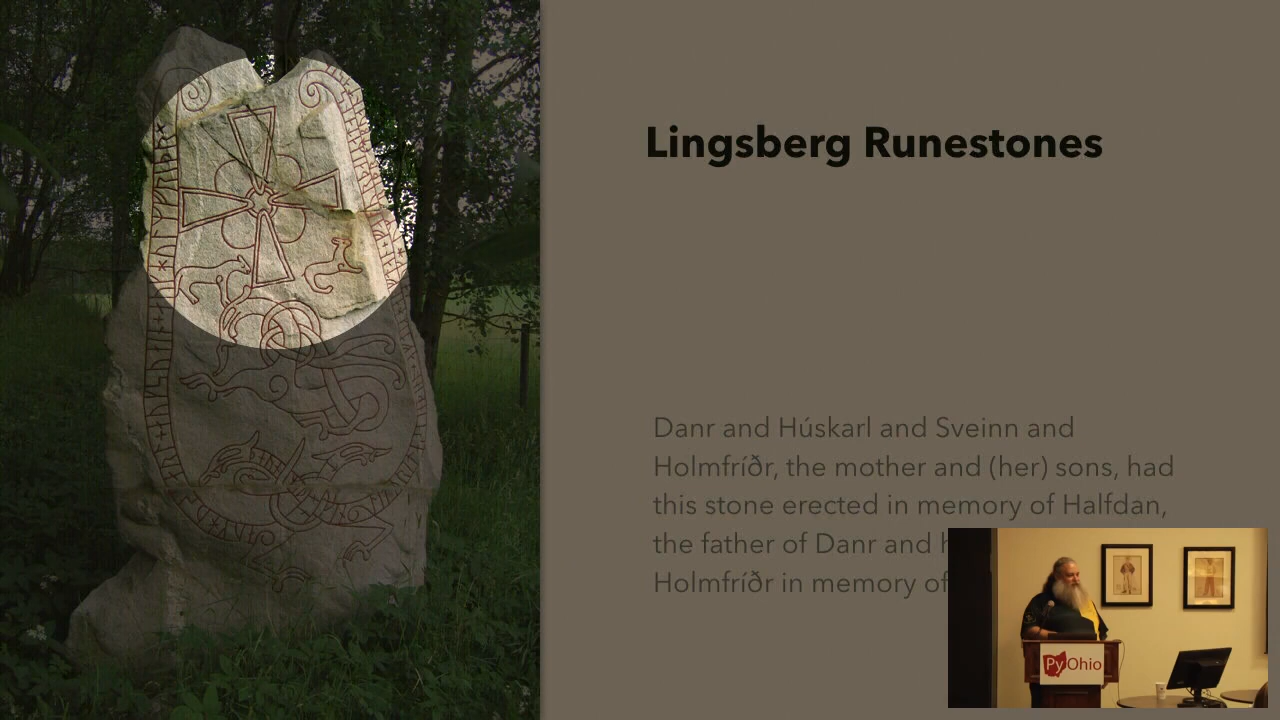 Lingsberg Runestones
Danr and Húskarl and Sveinn and
Holmfríðr, the mother and (her) sons, had
this stone erected in memory of Halfdan,
the father of Danr and
Holmfríðr in memory of
PyOhio